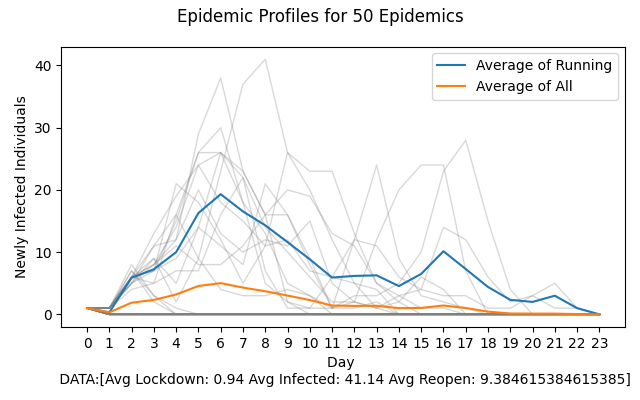 Epidemic Profiles for 50 Epidemics
Average of Running
Average of All
Newly Infected Individuals
40
30
20
10
0
0 1 2 3 4 5 6 7 8 9 10 11 12 13 14 15 16 17 18 19 20 21 22 23
Day
DATA:[Avg Lockdown: 0.94 Avg Infected: 41.14 Avg Reopen: 9.384615384615385]